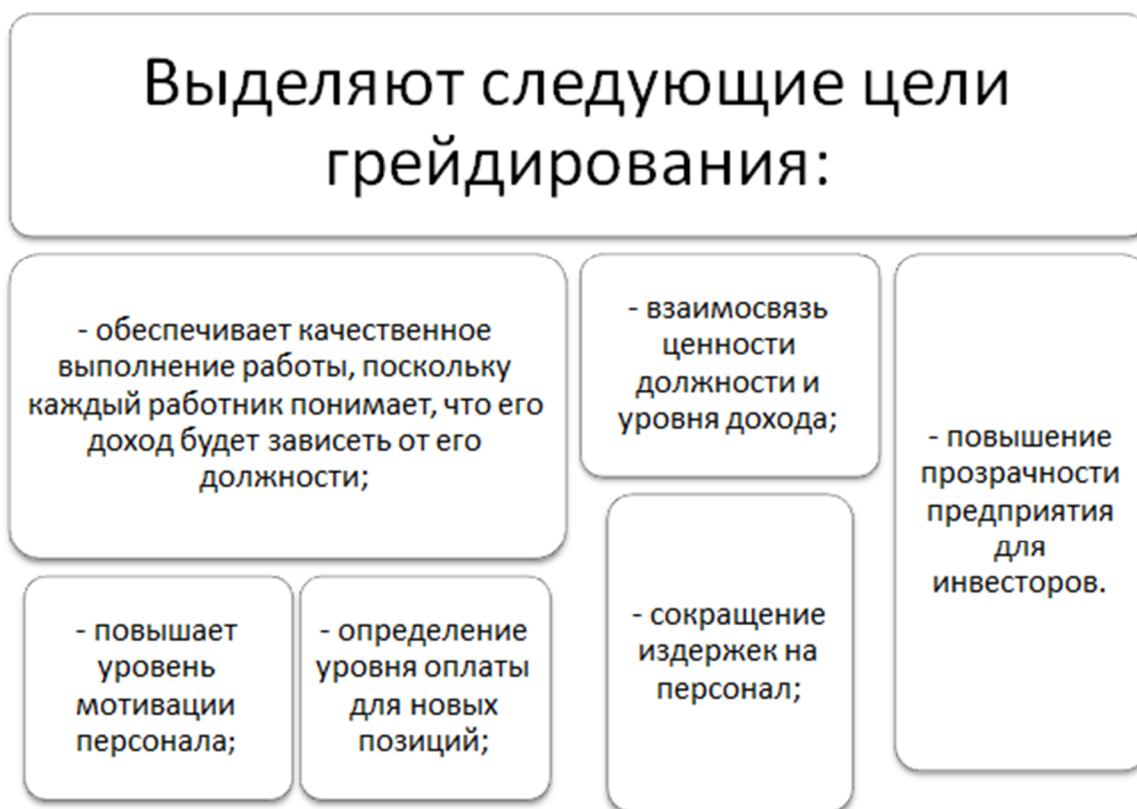 Выделяют следующие цели
грейдирования:
- обеспечивает качественное
выполнение работы, поскольку
каждый работник понимает, что его
доход будет зависеть от его
должности;
- взаимосвязь
ценности
должности и
уровня дохода;
- повышение
прозрачности
предприятия
для
инвесторов.
- повышает
уровень
мотивации
персонала;
- определение
уровня оплаты
для новых
позиций;
- сокращение
издержек на
персонал;